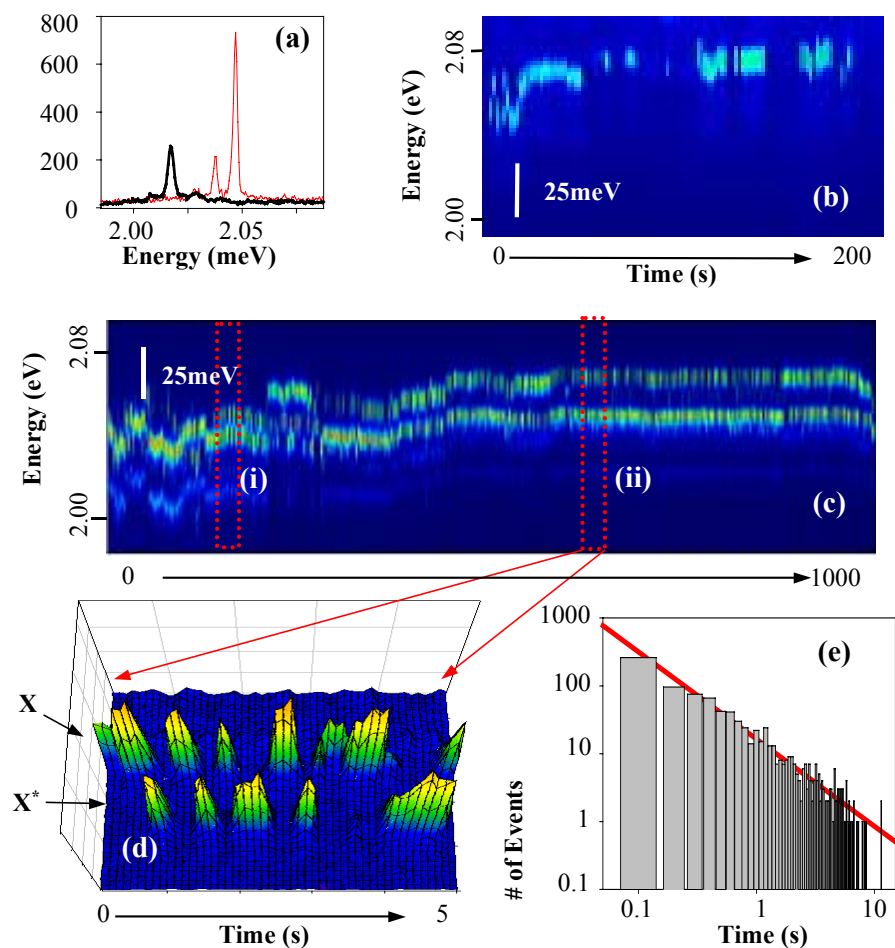 800
600
400
200
0
(a)
2.00 2.05
Energy (meV)
2.08
2.00
Energy (eV)
25meV
(b)
0 200
Time (s)
2.08
2.00
Energy (eV)
25meV
(i)
(ii)
(c)
0 1000
X
X*
(d)
0 5
Time (s)
1000
100
10
1
0.1
# of Events
(e)
0.1 1 10
Time (s)